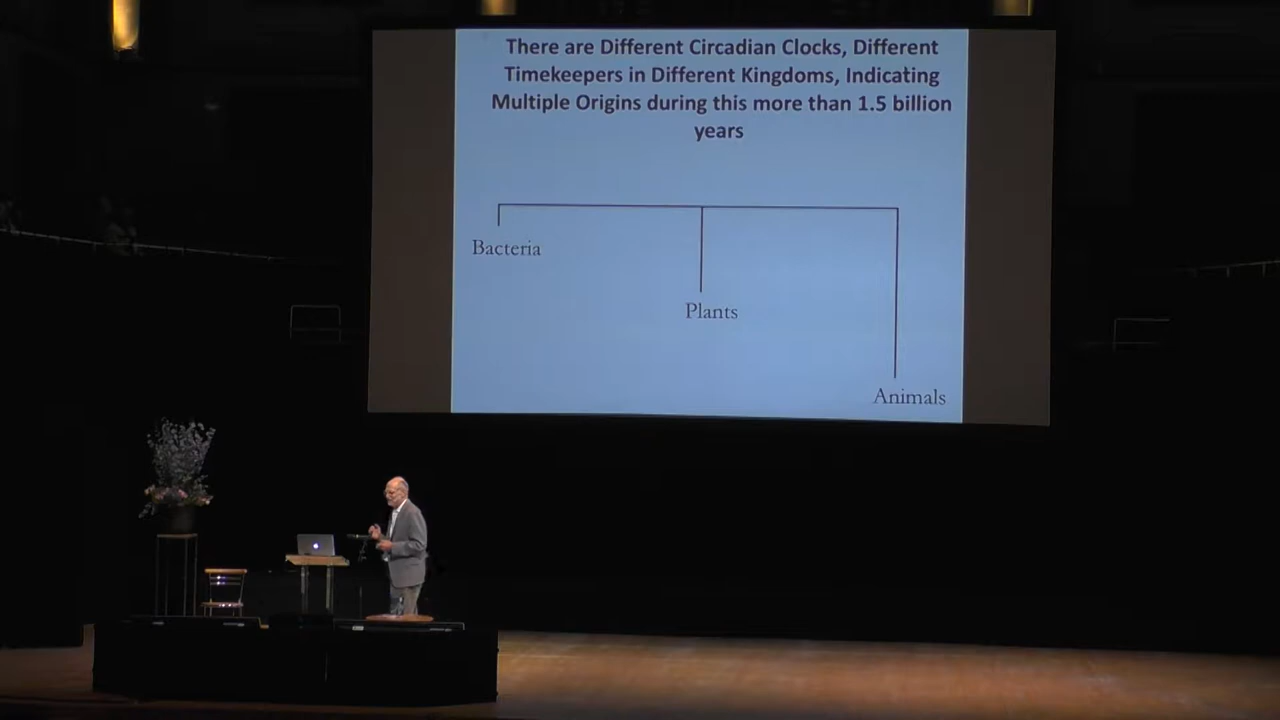 There are Different Circadian Clocks, Different
Timekeepers in Different Kingdoms, Indicating
Multiple Origins during this more than 1.5 billion
years
Bacteria
Plants
Animals